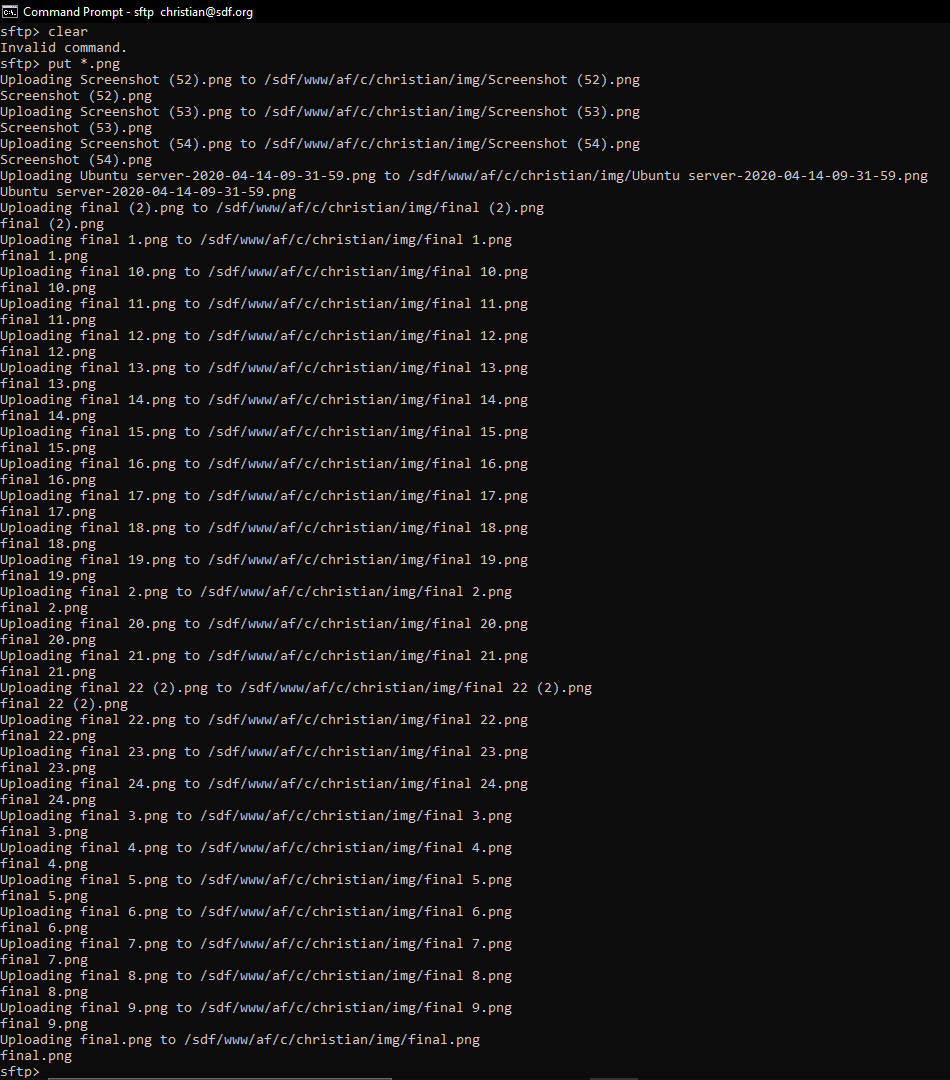 Command Prompt - sftp  christian@sdf.org
sftp> clear
Invalid command.
sftp> put *.png
Uploading Screenshot (52).png to /sdf/www/af/c/christian/img/Screenshot (52).png
Screenshot (52).png
Uploading Screenshot (53).png to /sdf/www/af/c/christian/img/Screenshot (53).png
Screenshot (53).png
Uploading Screenshot (54).png to /sdf/www/af/c/christian/img/Screenshot (54).png
Screenshot (54).png
Uploading Ubuntu server-2020-04-14-09-31-59.png to /sdf/www/af/c/christian/img/Ubuntu server-2020-04-14-09-31-59.png
Ubuntu server-2020-04-14-09-31-59.png
Uploading final (2).png to /sdf/www/af/c/christian/img/final (2).png
final (2).png
Uploading final 1.png to /sdf/www/af/c/christian/img/final 1.png
final 1.png
Uploading final 10.png to /sdf/www/af/c/christian/img/final 10.png
final 10.png
Uploading final 11.png to /sdf/www/af/c/christian/img/final 11.png
final 11.png
Uploading final 12.png to /sdf/www/af/c/christian/img/final 12.png
final 12.png
Uploading final 13.png to /sdf/www/af/c/christian/img/final 13.png
final 13.png
Uploading final 14.png to /sdf/www/af/c/christian/img/final 14.png
final 14.png
Uploading final 15.png to /sdf/www/af/c/christian/img/final 15.png
final 15.png
Uploading final 16.png to /sdf/www/af/c/christian/img/final 16.png
final 16.png
Uploading final 17.png to /sdf/www/af/c/christian/img/final 17.png
final 17.png
Uploading final 18.png to /sdf/www/af/c/christian/img/final 18.png
final 18.png
Uploading final 19.png to /sdf/www/af/c/christian/img/final 19.png
final 19.png
Uploading final 2.png to /sdf/www/af/c/christian/img/final 2.png
final 2.png
Uploading final 20.png to /sdf/www/af/c/christian/img/final 20.png
final 20.png
Uploading final 21.png to /sdf/www/af/c/christian/img/final 21.png
final 21.png
Uploading final 22 (2).png to /sdf/www/af/c/christian/img/final 22 (2).png
final 22 (2).png
Uploading final 22.png to /sdf/www/af/c/christian/img/final 22.png
final 22.png
Uploading final 23.png to /sdf/www/af/c/christian/img/final 23.png
final 23.png
Uploading final 24.png to /sdf/www/af/c/christian/img/final 24.png
final 24.png
Uploading final 3.png to /sdf/www/af/c/christian/img/final 3.png
final 3.png
Uploading final 4.png to /sdf/www/af/c/christian/img/final 4.png
final 4.png
Uploading final 5.png to /sdf/www/af/c/christian/img/final 5.png
final 5.png
Uploading final 6.png to /sdf/www/af/c/christian/img/final 6.png
final 6.png
Uploading final 7.png to /sdf/www/af/c/christian/img/final 7.png
final 7.png
Uploading final 8.png to /sdf/www/af/c/christian/img/final 8.png
final 8.png
Uploading final 9.png to /sdf/www/af/c/christian/img/final 9.png
final 9.png
Uploading final.png to /sdf/www/af/c/christian/img/final.png
final.png
sftp>